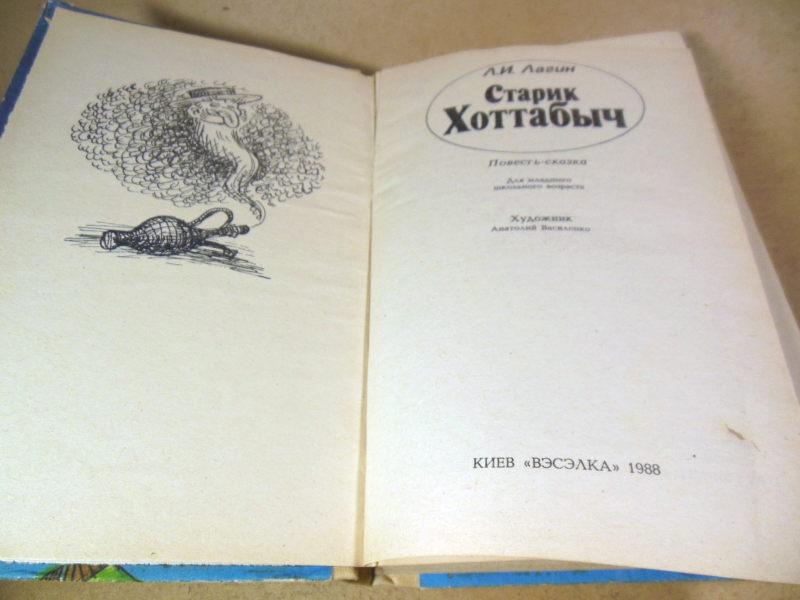 Л.И. Лагин
Старик
Хоттабыч
Повесть-сказка
Для младшего
школьного возраста
Художник
Анатолий Василенко
КИЕВ «ВЭСЭЛКА» 1988